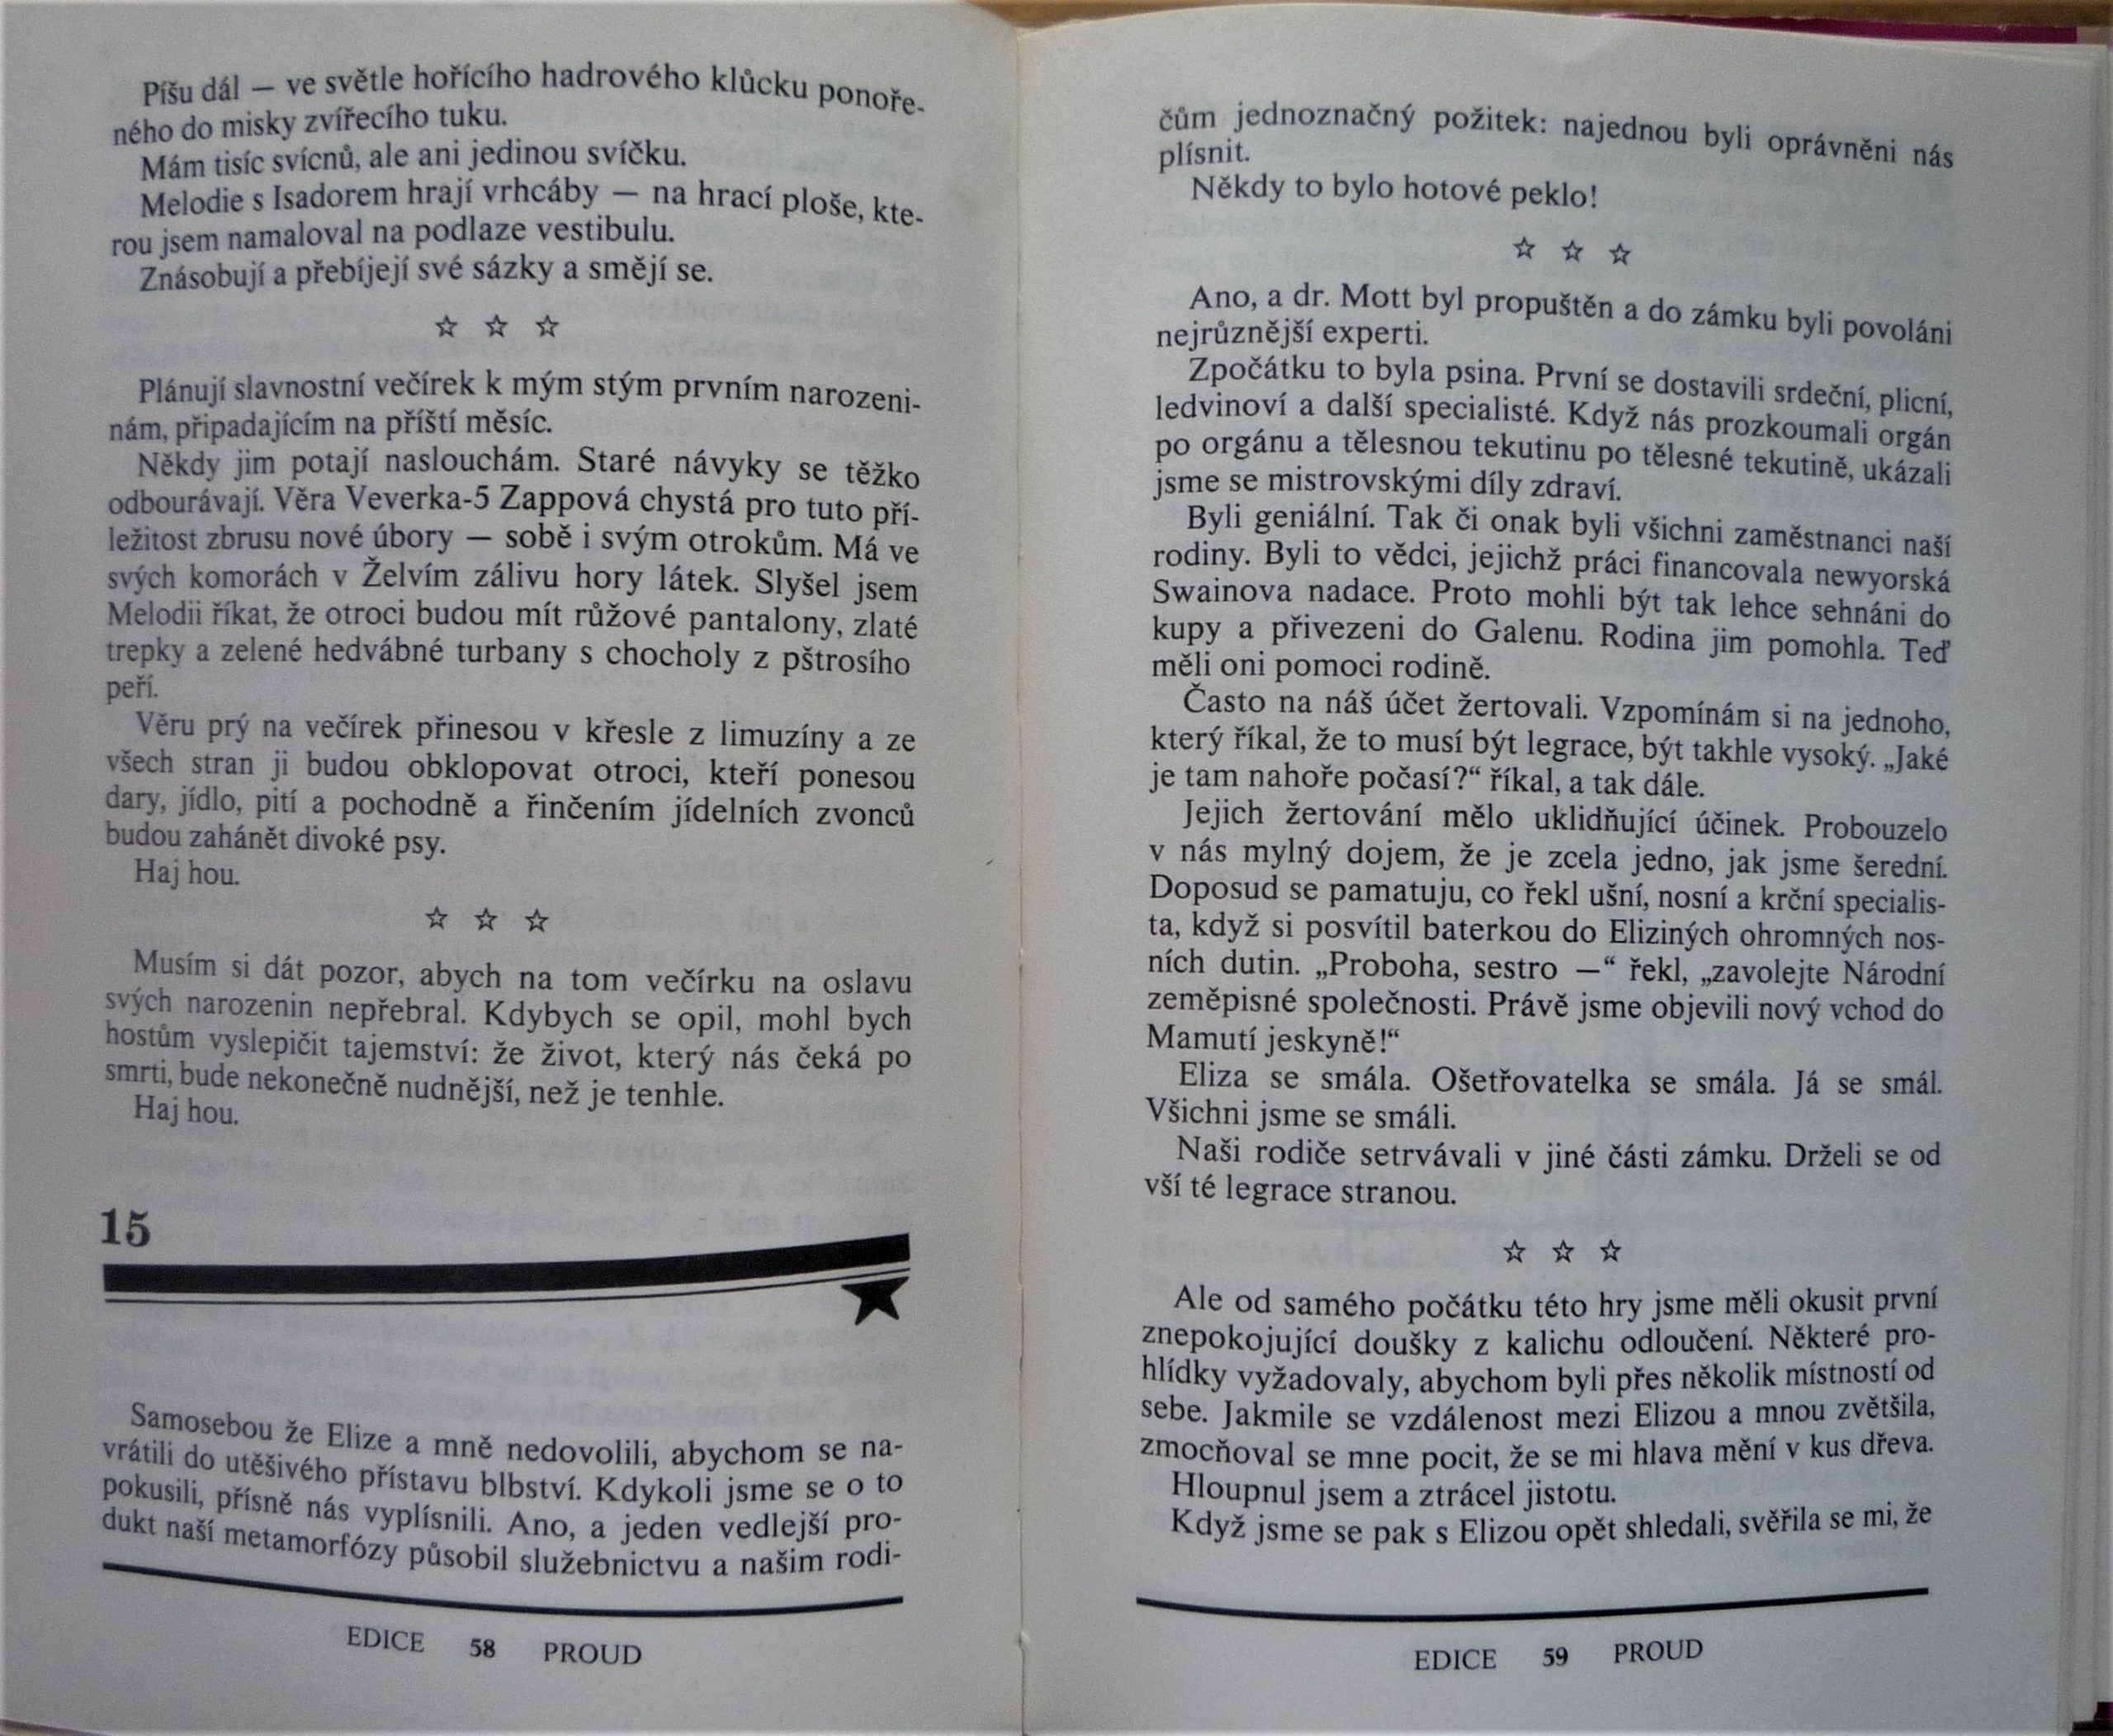 Píšu dál — ve světle hořícího hadrového klůcku ponoře-
ného do misky zvířecího tuku.
Mám tisíc svícnů, ale ani jedinou svíčku.
Melodie s Isadorem hrají vrhcáby — na hrací ploše, kte-
rou jsem namaloval na podlaze vestibulu.
Znásobují a přebíjejí své sázky a smějí se.
☆ ☆ ☆
Plánují slavnostní večírek k mým stým prvním narozeni-
nám, připadajícím na příští měsíc.
Někdy jim potají naslouchám. Staré návyky se těžko
odbourávají. Věra Veverka-5 Zappová chystá pro tuto pří-
ležitost zbrusu nové úbory — sobě i svým otrokům. Má ve
svých komorách v Želvím zálivu hory látek. Slyšel jsem
Melodii říkat, že otroci budou mít růžové pantalony, zlaté
trepky a zelené hedvábné turbany s chocholy z pštrosího
peří.
Věru prý na večírek přinesou v křesle z limuzíny a ze
všech stran ji budou obklopovat otroci, kteří ponesou
dary, jídlo, pití a pochodně a řinčením jídelních zvonců
budou zahánět divoké psy.
Haj hou.
☆ ☆ ☆
Musím si dát pozor, abych na tom večírku na oslavu
svých narozenin nepřebral. Kdybych se opil, mohl bych
hostům vyslepičit tajemství: že život, který nás čeká po
smrti, bude nekonečně nudnější, než je tenhle.
Haj hou.
15
Samosebou že Elize a mně nedovolili, abychom se na-
vrátili do utěšivého přístavu blbství. Kdykoli jsme se o to
pokusili, přísně nás vyplísnili. Ano, a jeden vedlejší pro-
dukt naší metamorfózy působil služebnictvu a našim rodi-
EDICE 58 PROUD
čům jednoznačný požitek: najednou byli oprávněni nás
plísnit.
Někdy to bylo hotové peklo!
☆ ☆ ☆
Ano, a dr. Mott byl propuštěn a do zámku byli povoláni
nejrůznější experti.
Zpočátku to byla psina. První se dostavili srdeční, plicní,
ledvinoví a další specialisté. Když nás prozkoumali orgán
po orgánu a tělesnou tekutinu po tělesné tekutině, ukázali
jsme se mistrovskými díly zdraví.
Byli geniální. Tak či onak byli všichni zaměstnanci naší
rodiny. Byli to vědci, jejichž práci financovala newyorská
Swainova nadace. Proto mohli být tak lehce sehnáni do
kupy a přivezeni do Galenu. Rodina jim pomohla. Teď
měli oni pomoci rodině.
Často na náš účet žertovali. Vzpomínám si na jednoho,
který říkal, že to musí být legrace, být takhle vysoký. „Jaké
je tam nahoře počasí?“ říkal, a tak dále.
Jejich žertování mělo uklidňující účinek. Probouzelo
v nás mylný dojem, že je zcela jedno, jak jsme šerední.
Doposud se pamatuju, co řekl ušní, nosní a krční specialis-
ta, když si posvítil baterkou do Eliziných ohromných nos-
ních dutin. „Proboha, sestro —“ řekl, „zavolejte Národní
zeměpisné společnosti. Právě jsme objevili nový vchod do
Mamutí jeskyně!“
Eliza se smála. Ošetřovatelka se smála. Já se smál.
Všichni jsme se smáli.
Naši rodiče setrvávali v jiné části zámku. Drželi se od
vší té legrace stranou.
☆ ☆ ☆
Ale od samého počátku této hry jsme měli okusit první
znepokojující doušky z kalichu odloučení. Některé pro-
hlídky vyžadovaly, abychom byli přes několik místností od
sebe. Jakmile se vzdálenost mezi Elizou a mnou zvětšila,
zmocňoval se mne pocit, že se mi hlava mění v kus dřeva.
Hloupnul jsem a ztrácel jistotu.
Když jsme se pak s Elizou opět shledali, svěřila se mi, že
EDICE 59 PROUD